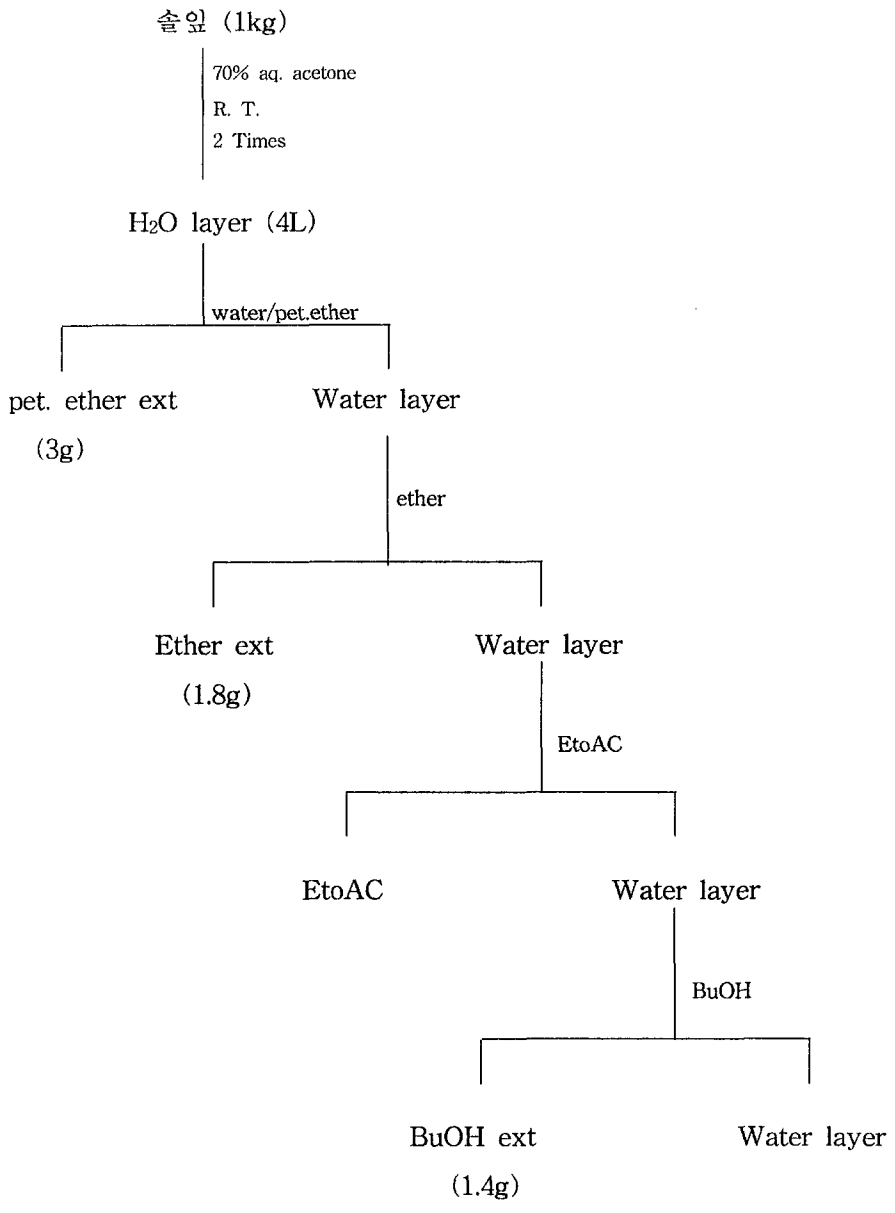 솔잎 (1kg)
70% aq. acetone
R. T.
2 Times
H₂O layer (4L)
water/pet.ether
pet. ether ext
(3g)
Water layer
ether
Ether ext
(1.8g)
Water layer
EtoAC
EtoAC
Water layer
BuOH
BuOH ext
(1.4g)
Water layer